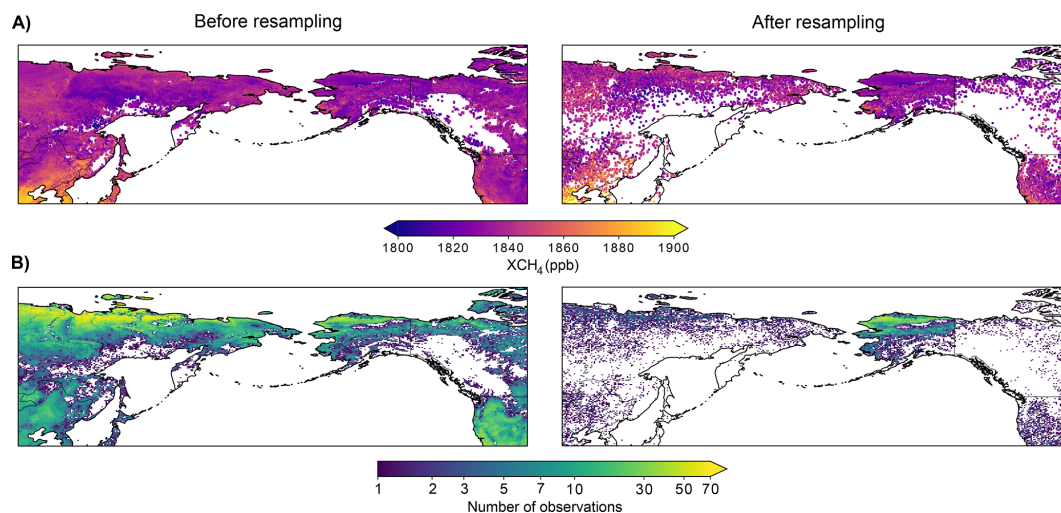 A)
Before resampling
After resampling
1800 1820 1840 1860 1880 1900
XCH₄ (ppb)
B)
1 2 3 5 7 10 30 50 70
Number of observations